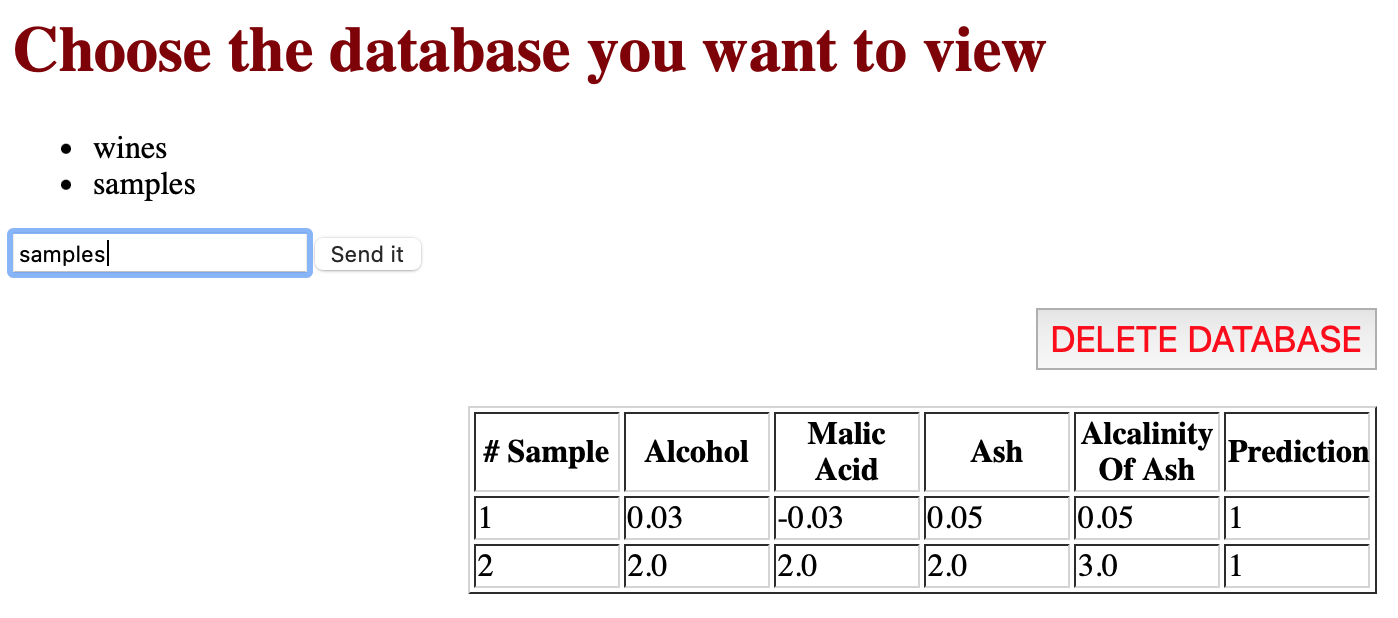 Choose the database you want to view
wines
samples
samples Send it
DELETE DATABASE
# Sample Alcohol Malic Acid Ash Alcalinity Of Ash Prediction
1 0.03 -0.03 0.05 0.05 1
2 2.0 2.0 2.0 3.0 1